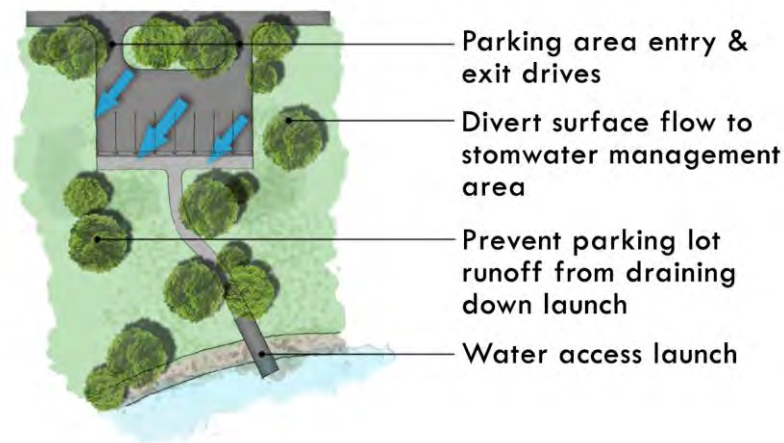 Parking area entry &
exit drives
Divert surface flow to
stomwater management
area
Prevent parking lot
runoff from draining
down launch
Water access launch